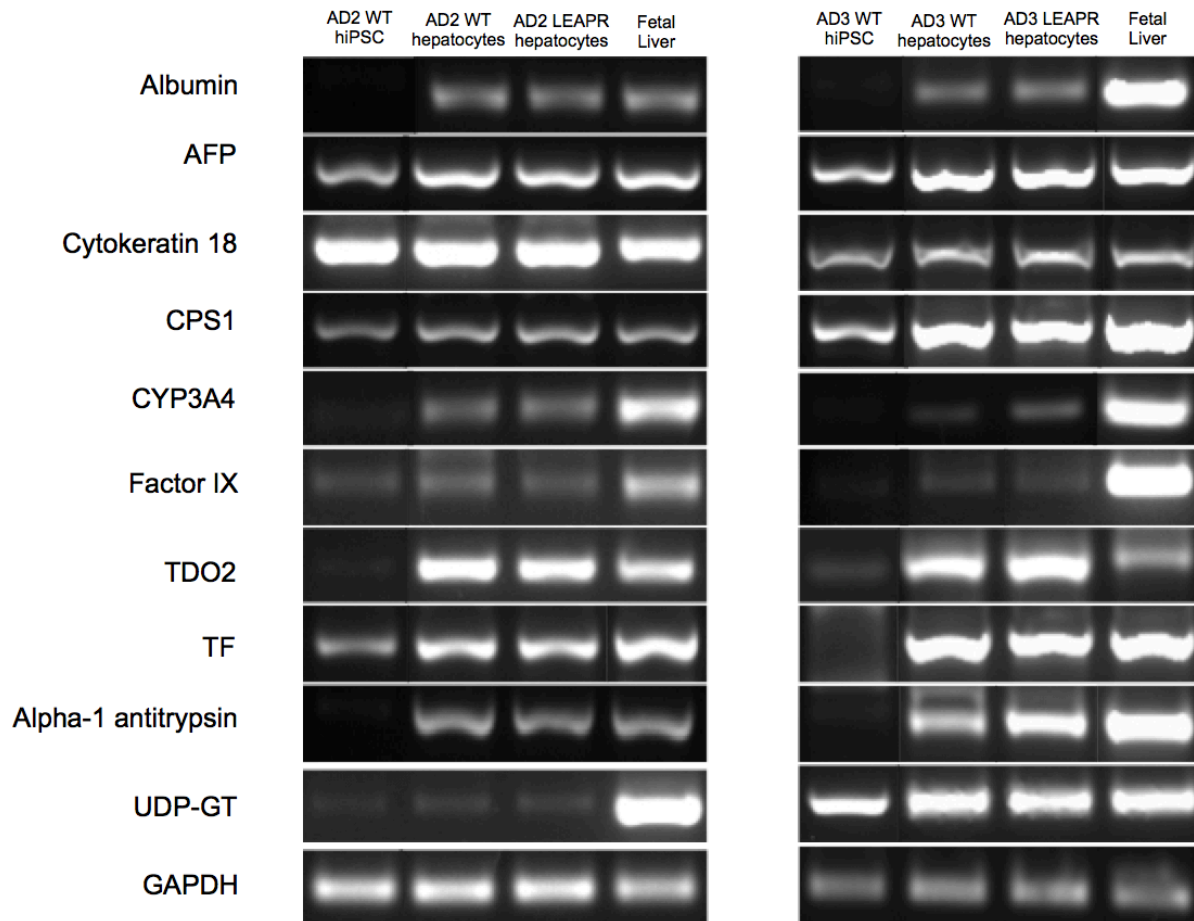 AD2 WT
hiPSC
AD2 WT
hepatocytes
AD2 LEAPR
hepatocytes
Fetal
Liver
AD3 WT
hiPSC
AD3 WT
hepatocytes
AD3 LEAPR
hepatocytes
Fetal
Liver
Albumin
AFP
Cytokeratin 18
CPS1
CYP3A4
Factor IX
TDO2
TF
Alpha-1 antitrypsin
UDP-GT
GAPDH